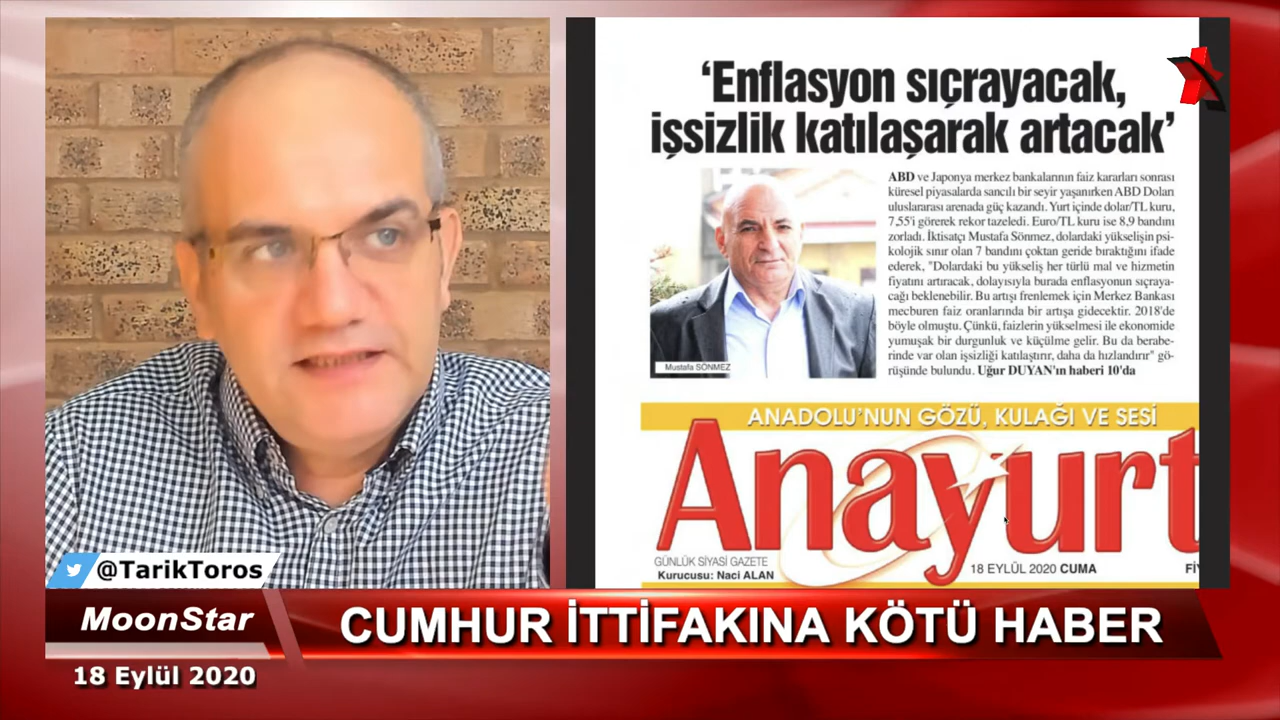 ‘Enflasyon sıçrayacak,
işsizlik katılaşarak artacak’
ABD ve Japonya merkez bankalarının faiz kararları sonrası
küresel piyasalarda sancılı bir seyir yaşanırken ABD Doları
uluslararası arenada güç kazandı. Yurt içinde dolar/TL kuru,
7,55'i görerek rekor tazeledi. Euro/TL kuru ise 8,9 bandını
zorladı. İktisatçı Mustafa Sönmez, dolardaki yükselişin psi-
kolojik sınır olan 7 bandını çoktan geride bıraktığını ifade
ederek, "Dolardaki bu yükseliş her türlü mal ve hizmetin
fiyatını artıracak, dolayısıyla burada enflasyonun sıçraya-
cağı beklenebilir. Bu artışı frenlemek için Merkez Bankası
mecburen faiz oranlarında bir artışa gidecektir. 2018'de
böyle olmuştu. Çünkü, faizlerin yükselmesi ile ekonomide
yumuşak bir durgunluk ve küçülme gelir. Bu da berabe-
rinde var olan işsizliği katılaştırır, daha da hızlandırır" gö-
rüşünde bulundu. Uğur DUYAN'ın haberi 10'da
Mustafa SÖNMEZ
ANADOLU'NUN GÖZÜ, KULAĞI VE SESİ
Anayurt
GÜNLÜK SİYASİ GAZETE
Kurucusu: Naci ALAN
18 EYLÜL 2020 CUMA
@TarikToros
MoonStar
CUMHUR İTTİFAKINA KÖTÜ HABER
18 Eylül 2020